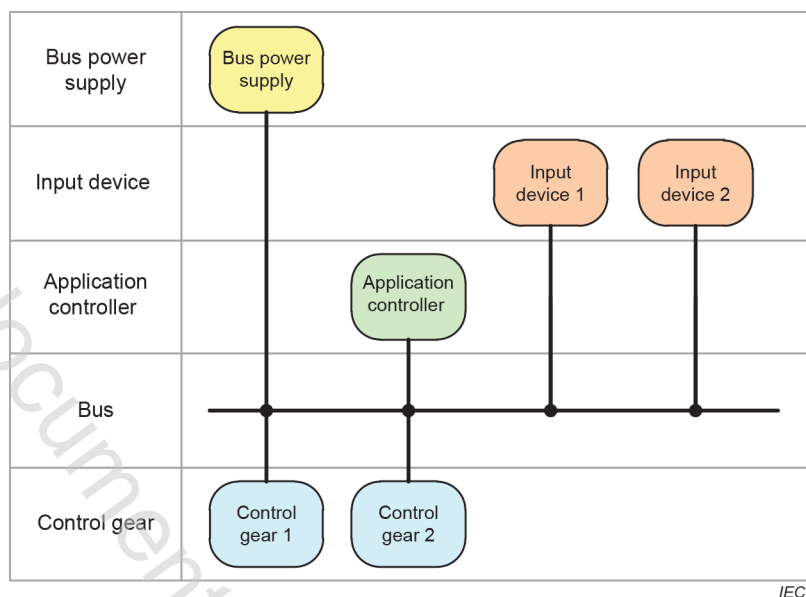 Bus power
supply
Bus power
supply
Input device
Input
device 1
Input
device 2
Application
controller
Application
controller
Bus
Control gear
Control
gear 1
Control
gear 2
IEC
document